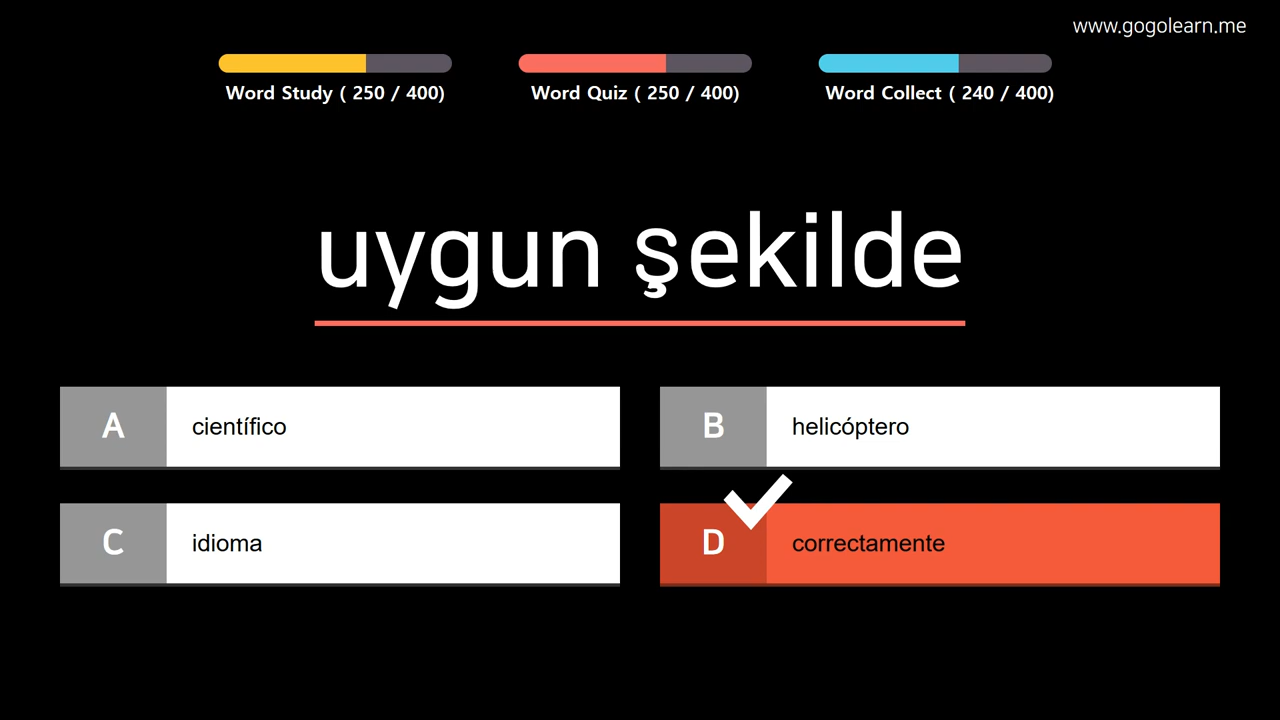 www.gogolearn.me
Word Study ( 250 / 400)
Word Quiz ( 250 / 400)
Word Collect ( 240 / 400)
uygun şekilde
A científico
B helicóptero
C idioma
D correctamente